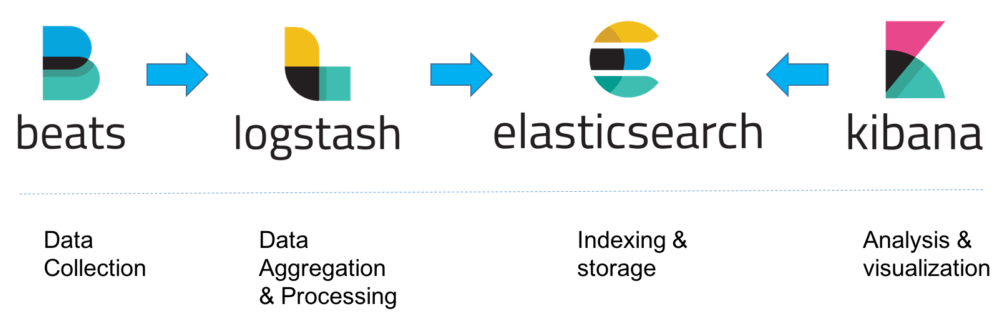 beats
logstash
elasticsearch
kibana
Data
Collection
Data
Aggregation
& Processing
Indexing &
storage
Analysis &
visualization